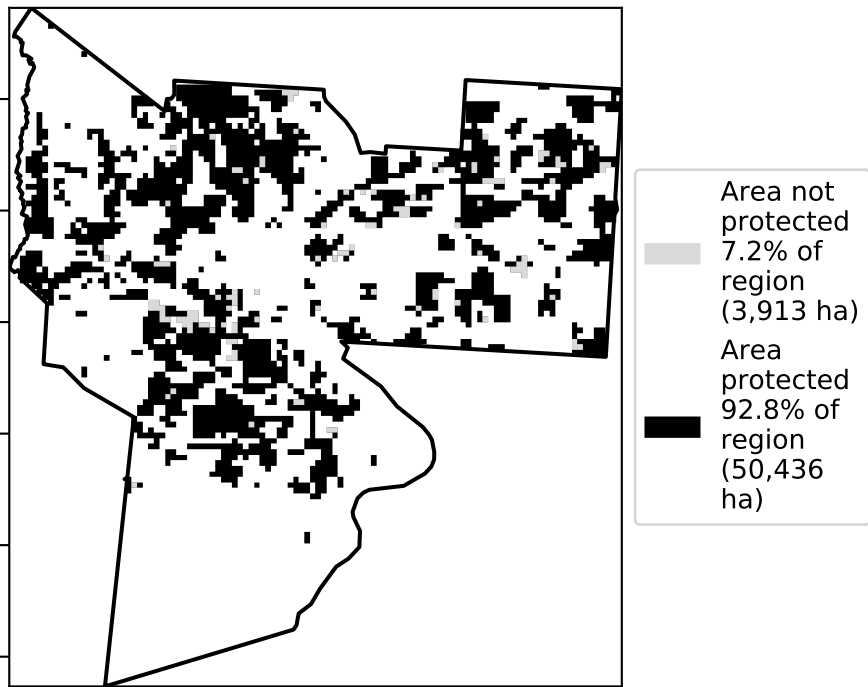 Area not
protected
7.2% of
region
(3,913 ha)
Area
protected
92.8% of
region
(50,436
ha)